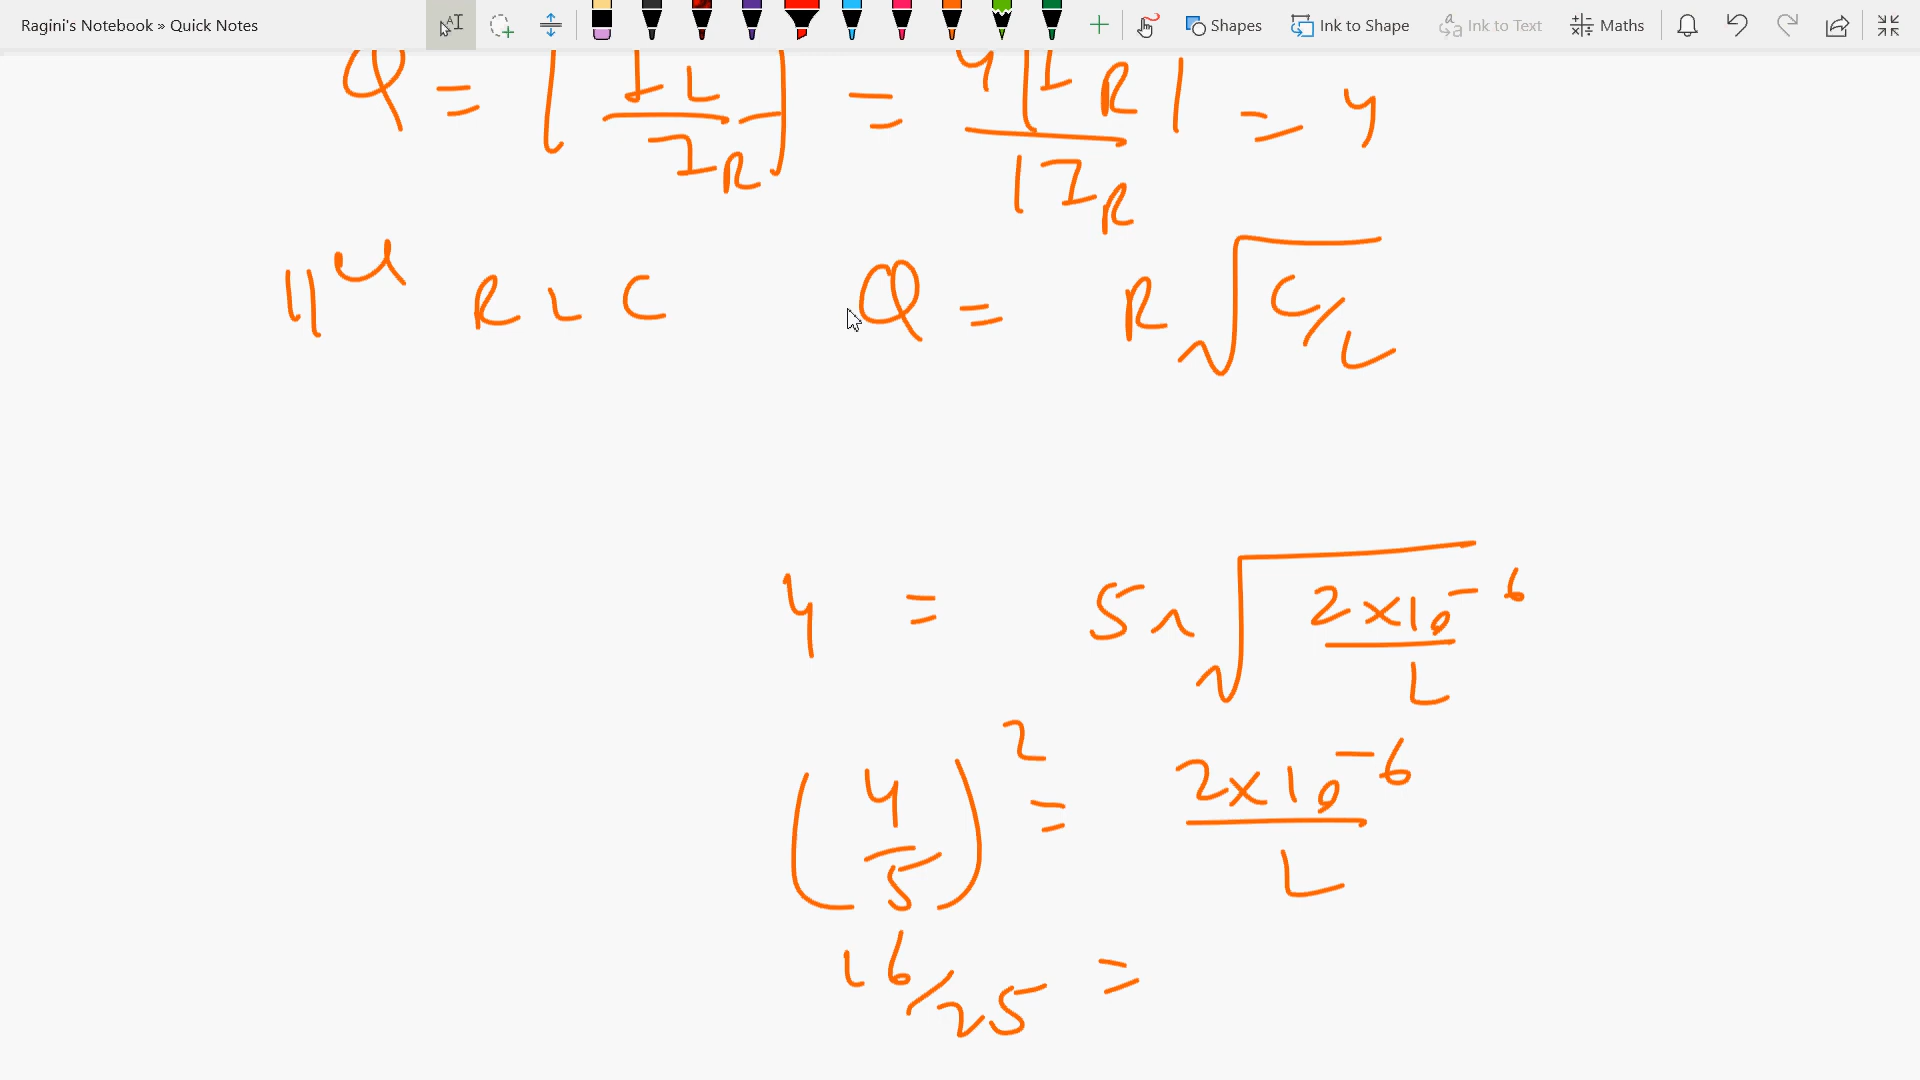 Ragini's Notebook » Quick Notes Shapes Ink to Shape Ink to Text Maths
Q = | I L / I R | = 4 | I R | / | I R = 4
||el R L C Q = R √ C/L
4 = 5 √ 2 × 10^-6 / L
( 4 / 5 )^2 = 2 × 10^-6 / L
16/25 =